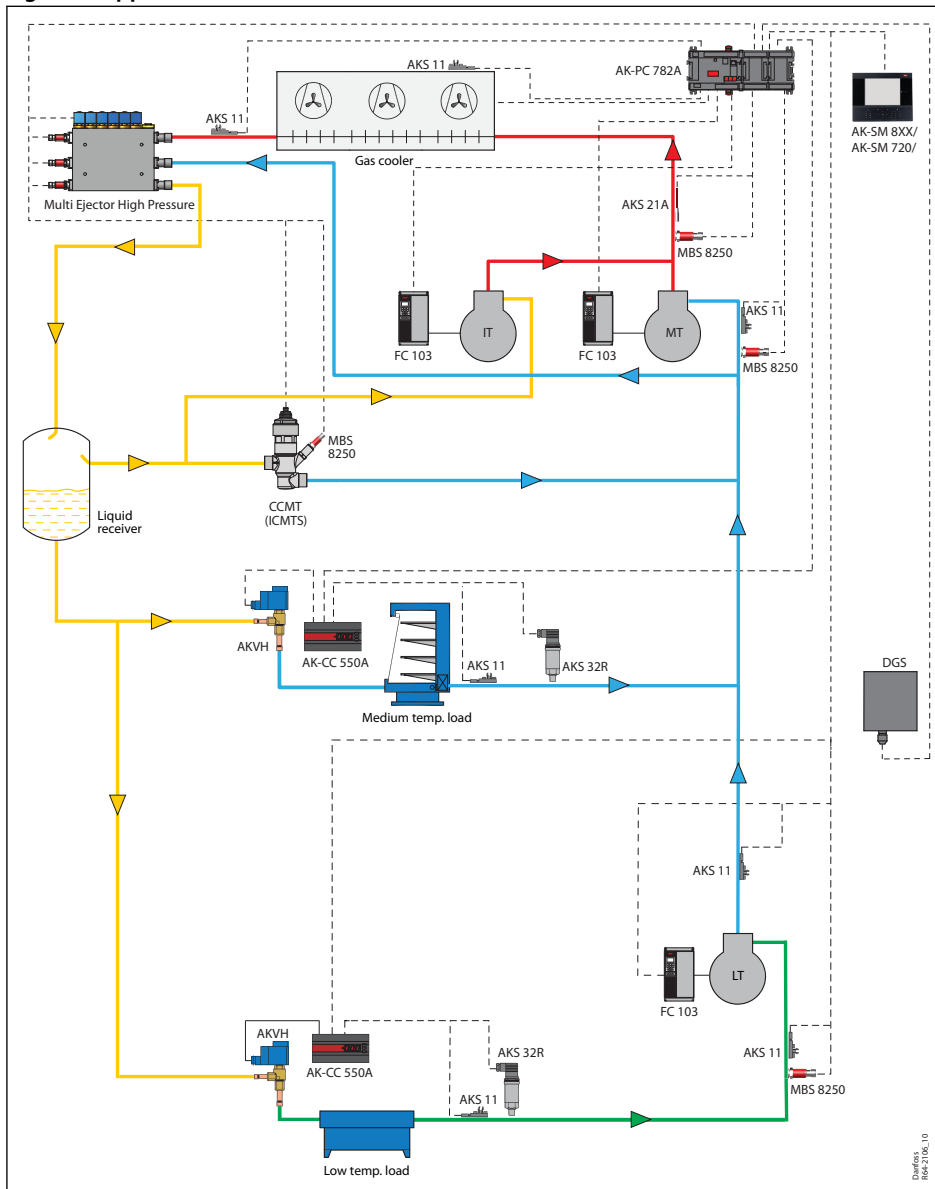 AKS 11
AK-PC 782A
AKS 11
Gas cooler
AK-SM 8XX/
AK-SM 720/
Multi Ejector High Pressure
AKS 21A
MBS 8250
FC 103
IT
FC 103
MT
AKS 11
MBS 8250
MBS
8250
CCMT
(ICMTS)
Liquid
receiver
AKVH
AK-CC 550A
AKS 11
AKS 32R
Medium temp. load
DGS
AKS 11
FC 103
LT
AKVH
AK-CC 550A
AKS 32R
AKS 11
AKS 11
MBS 8250
Low temp. load
Danfoss
R64-2106_10